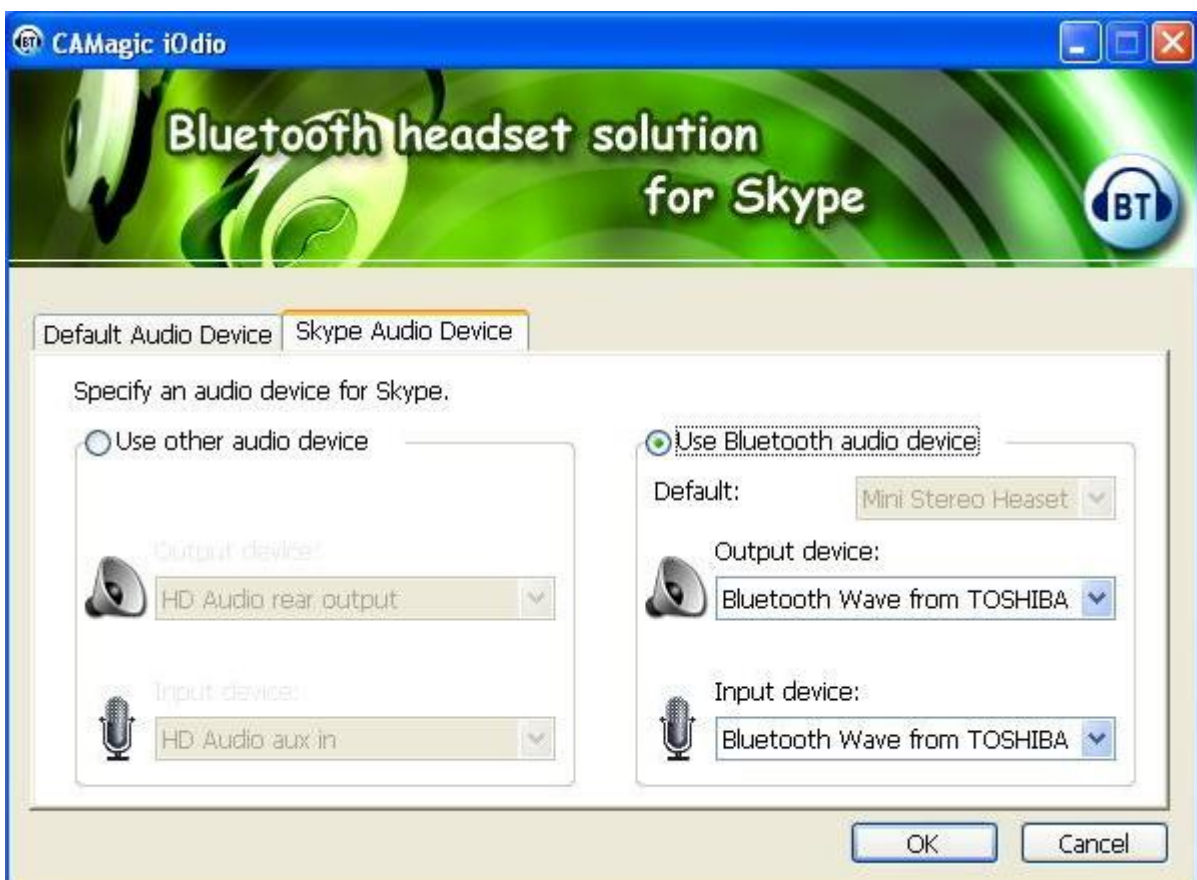 BT CAMagic iOdio
Bluetooth headset solution
for Skype
BT
Default Audio Device Skype Audio Device
Specify an audio device for Skype.
Use other audio device
Output device:
HD Audio rear output
Input device:
HD Audio aux in
Use Bluetooth audio device
Default: Mini Stereo Heaset
Output device:
Bluetooth Wave from TOSHIBA
Input device:
Bluetooth Wave from TOSHIBA
OK Cancel